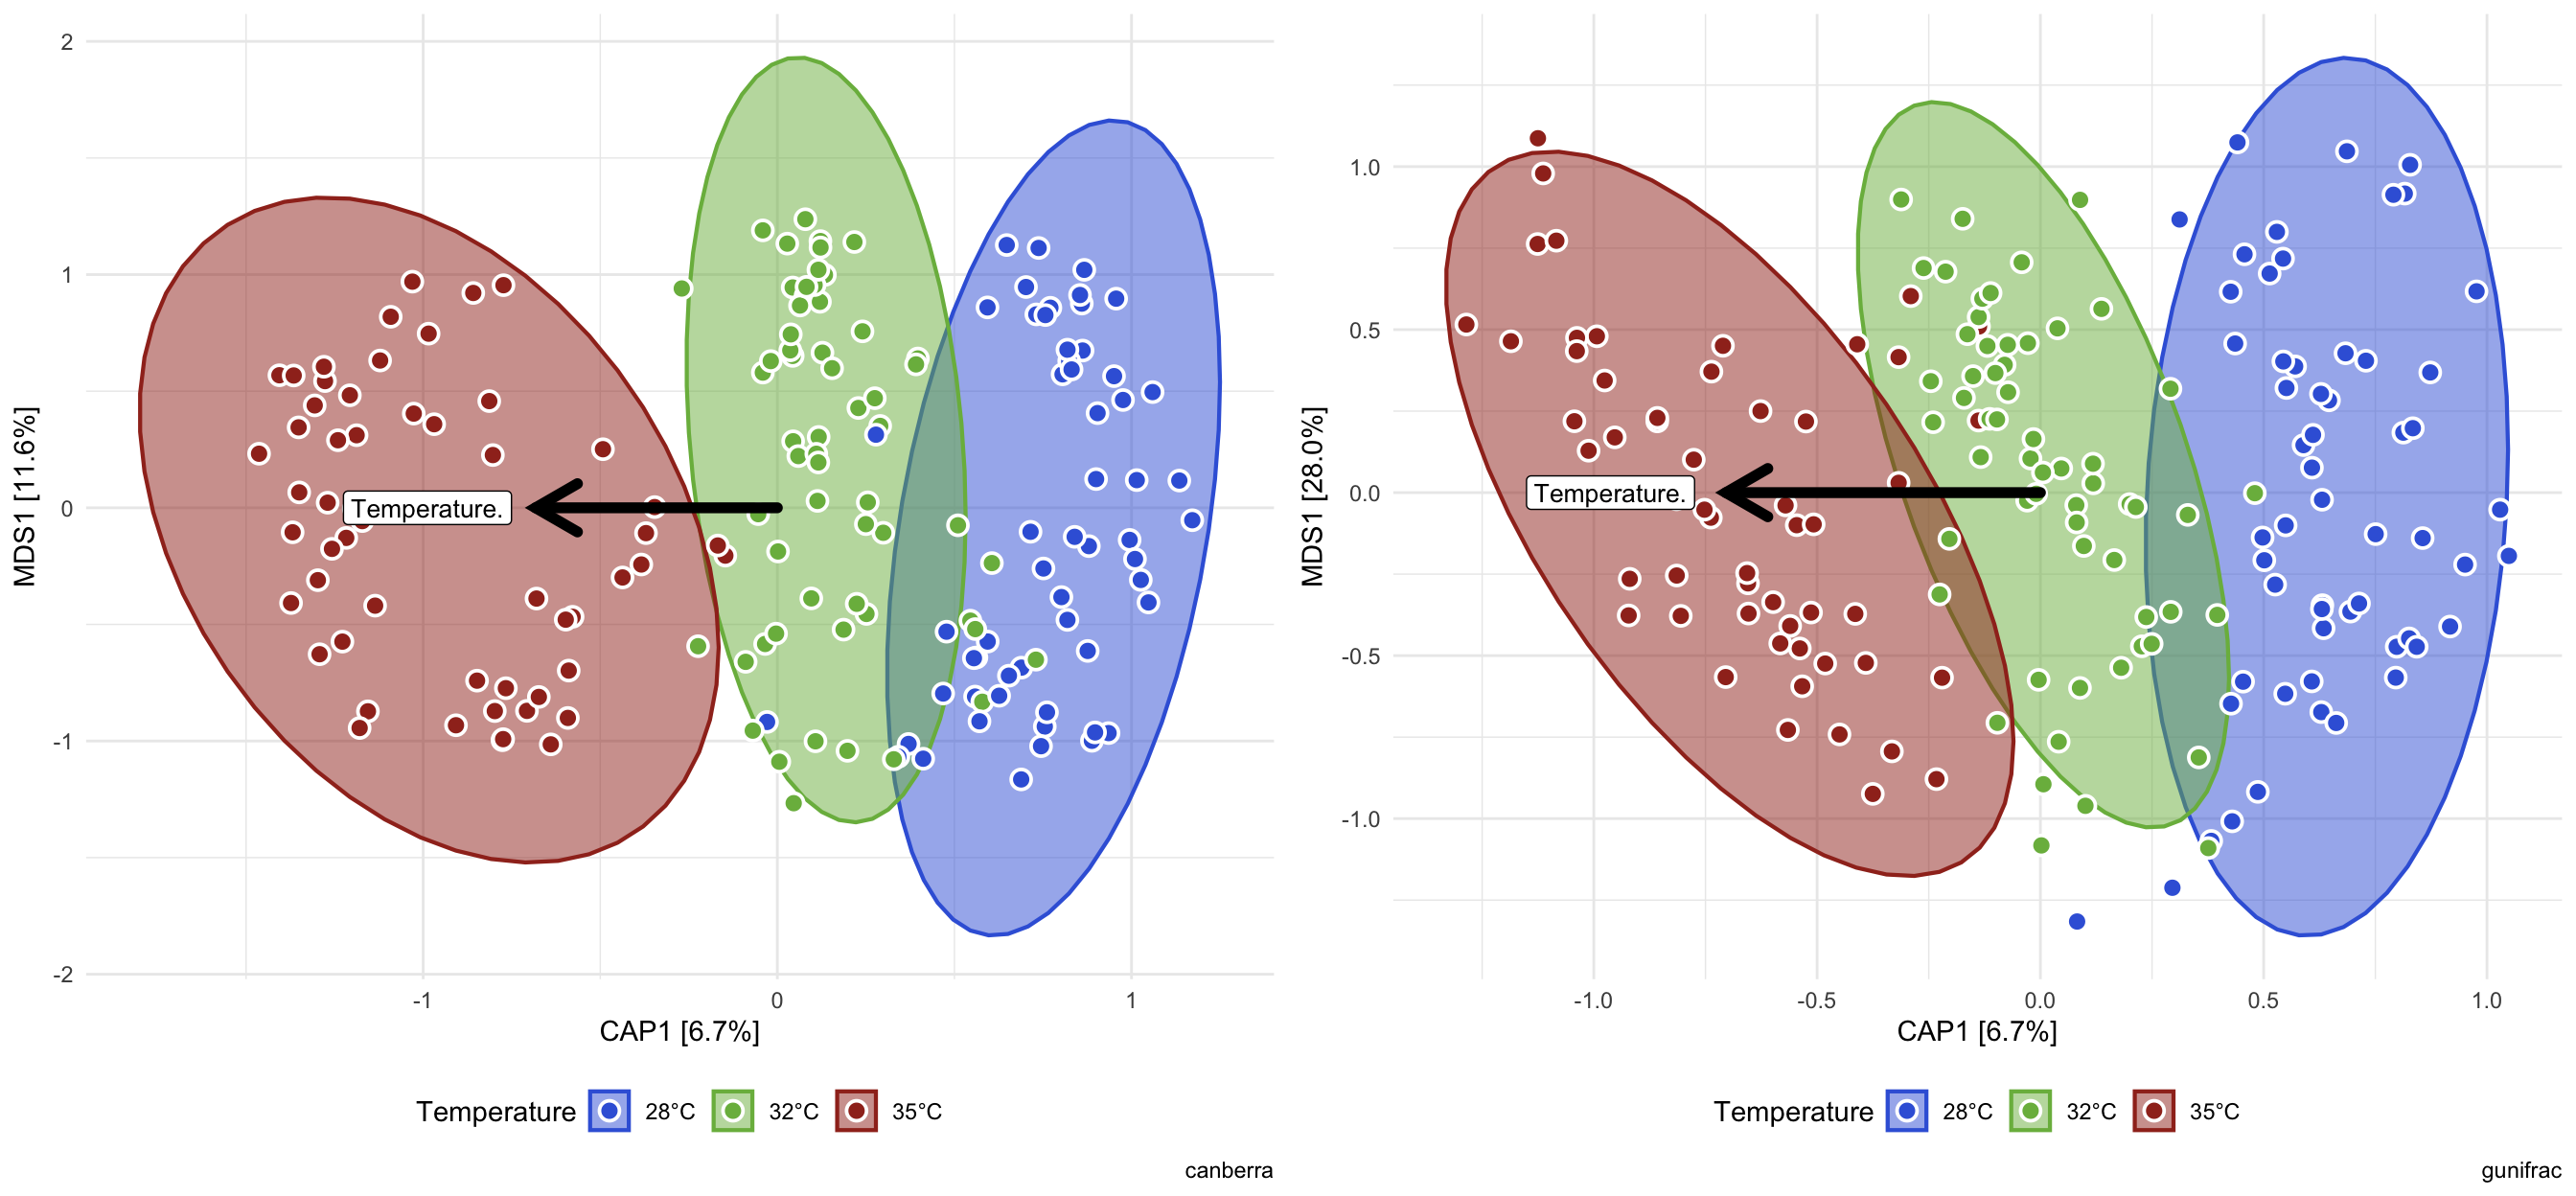 2
1
0
-1
-2
MDS1 [11.6%]
Temperature.
-1
0
1
CAP1 [6.7%]
Temperature 28°C 32°C 35°C
canberra
1.0
0.5
0.0
-0.5
-1.0
MDS1 [28.0%]
Temperature.
-1.0
-0.5
0.0
0.5
1.0
CAP1 [6.7%]
Temperature 28°C 32°C 35°C
gunifrac